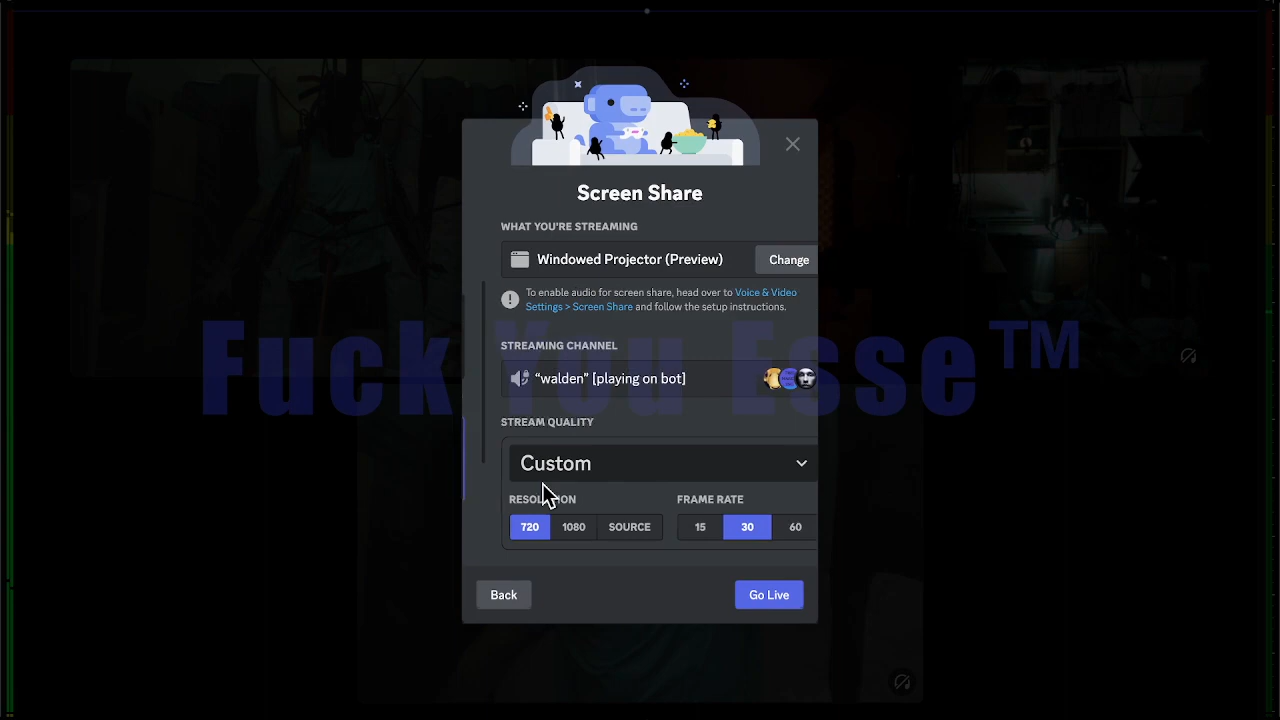 Screen Share
WHAT YOU'RE STREAMING
Windowed Projector (Preview)
Change
To enable audio for screen share, head over to Voice & Video
Settings > Screen Share and follow the setup instructions.
Fuck You Esse™
STREAMING CHANNEL
“walden” [playing on bot]
STREAM QUALITY
Custom
RESOLUTION FRAME RATE
720 1080 SOURCE 15 30 60
Back Go Live